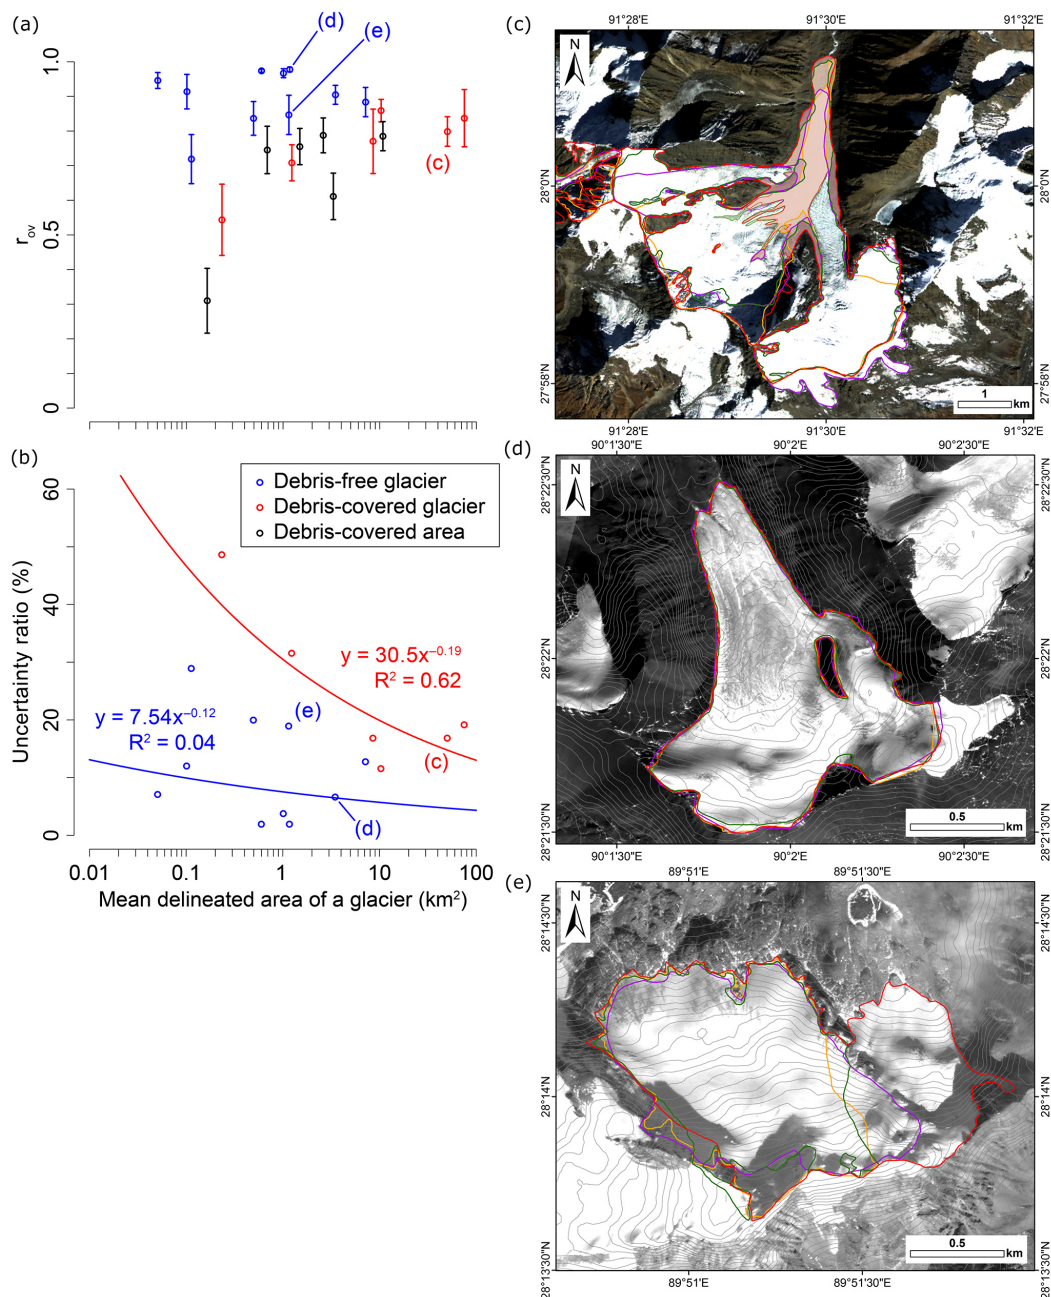 (a)
(d)
(e)
1.0
0.5
0
r_ov
(c)
(b)
Debris-free glacier
Debris-covered glacier
Debris-covered area
60
40
20
0
Uncertainty ratio (%)
y = 30.5x^–0.19
R² = 0.62
y = 7.54x^–0.12
R² = 0.04
(e)
(c)
(d)
0.01
0.1
1
10
100
Mean delineated area of a glacier (km²)
(c)
91°28'E
91°30'E
91°32'E
N
28°0'N
28°0'N
27°58'N
27°58'N
1
km
91°28'E
91°30'E
91°32'E
(d)
90°1'30"E
90°2'E
90°2'30"E
N
28°22'30"N
28°22'30"N
28°22'N
28°22'N
28°21'30"N
28°21'30"N
0.5
km
90°1'30"E
90°2'E
90°2'30"E
(e)
89°51'E
89°51'30"E
N
28°14'30"N
28°14'30"N
28°14'N
28°14'N
28°13'30"N
28°13'30"N
0.5
km
89°51'E
89°51'30"E